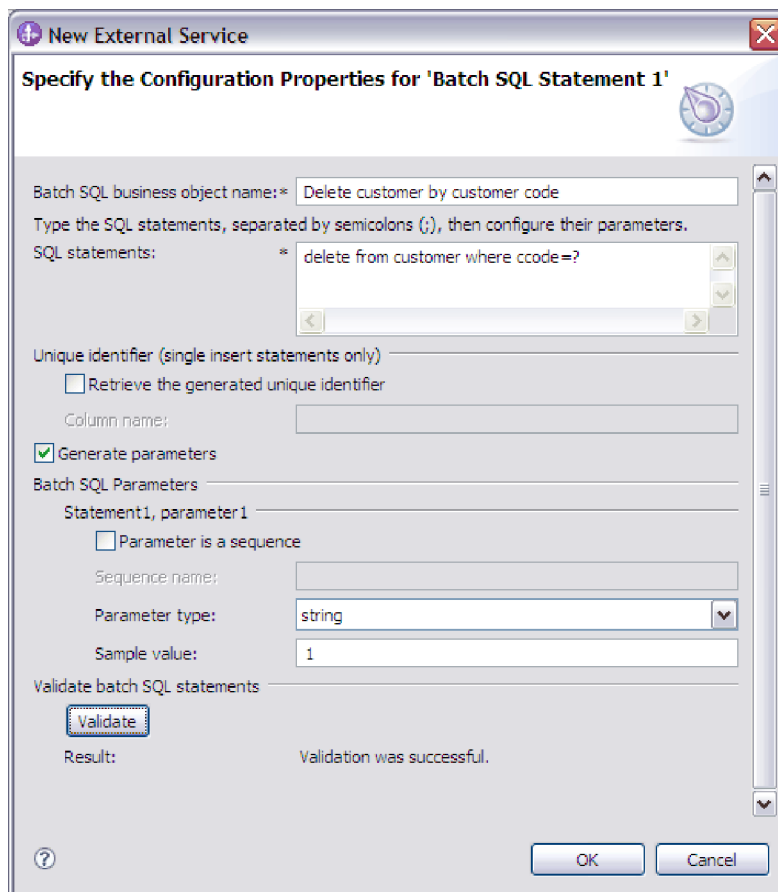 New External Service
Specify the Configuration Properties for 'Batch SQL Statement 1'
Batch SQL business object name:* Delete customer by customer code
Type the SQL statements, separated by semicolons (;), then configure their parameters.
SQL statements: * delete from customer where ccode=?
Unique identifier (single insert statements only)
Retrieve the generated unique identifier
Column name:
Generate parameters
Batch SQL Parameters
Statement1, parameter1
Parameter is a sequence
Sequence name:
Parameter type: string
Sample value: 1
Validate batch SQL statements
Validate
Result: Validation was successful.
? OK Cancel